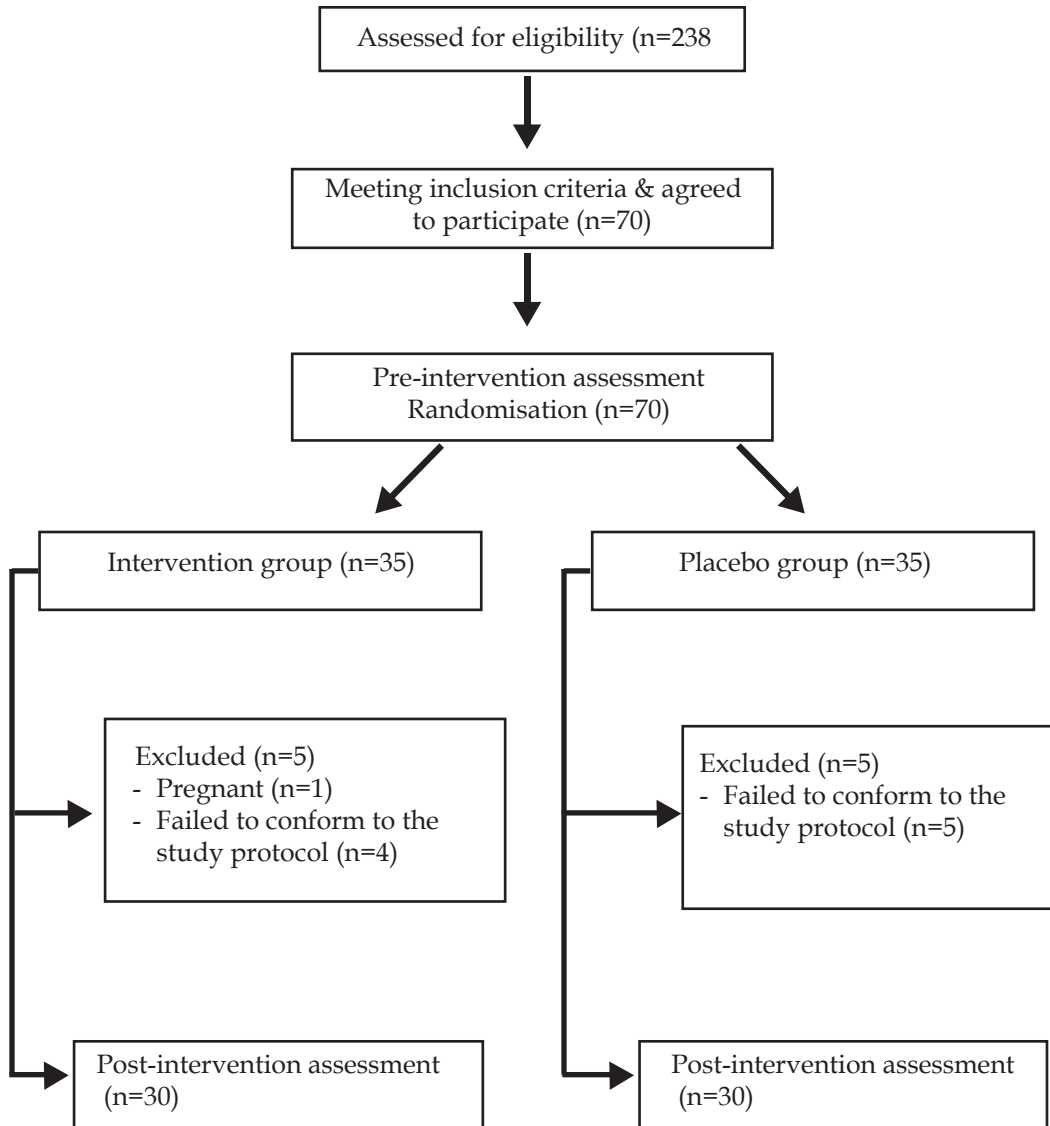 Assessed for eligibility (n=238
Meeting inclusion criteria & agreed
to participate (n=70)
Pre-intervention assessment
Randomisation (n=70)
Intervention group (n=35)
Placebo group (n=35)
Excluded (n=5)
- Pregnant (n=1)
- Failed to conform to the
study protocol (n=4)
Excluded (n=5)
- Failed to conform to the
study protocol (n=5)
Post-intervention assessment
(n=30)
Post-intervention assessment
(n=30)